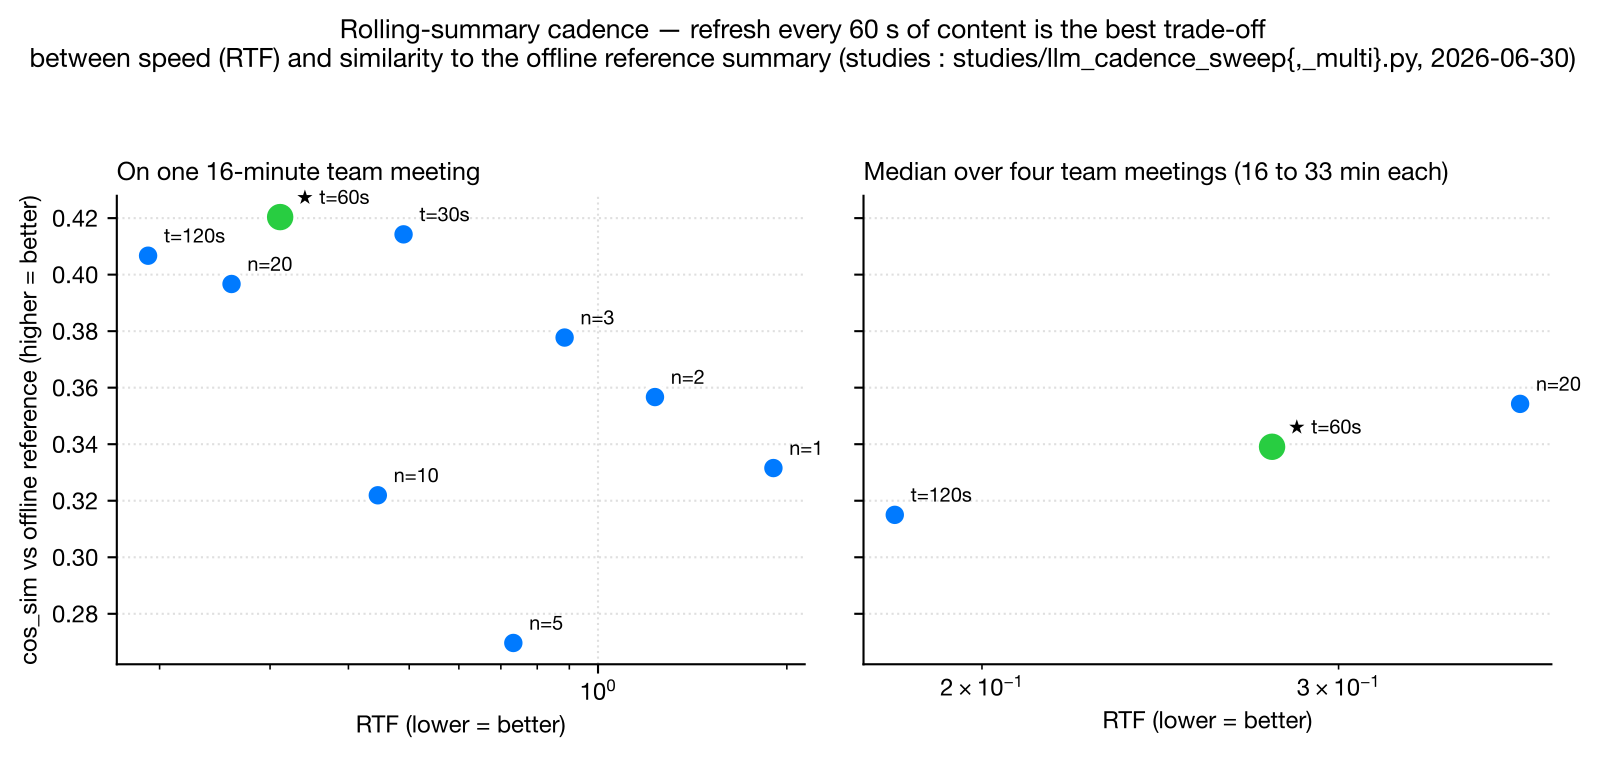 Rolling-summary cadence — refresh every 60 s of content is the best trade-off
between speed (RTF) and similarity to the offline reference summary (studies : studies/llm_cadence_sweep{,_multi}.py, 2026-06-30)
On one 16-minute team meeting
cos_sim vs offline reference (higher = better)
0.42
0.40
0.38
0.36
0.34
0.32
0.30
0.28
★ t=60s
t=30s
t=120s
n=20
n=3
n=2
n=1
n=10
n=5
10⁰
RTF (lower = better)
Median over four team meetings (16 to 33 min each)
n=20
★ t=60s
t=120s
2 × 10⁻¹
3 × 10⁻¹
RTF (lower = better)